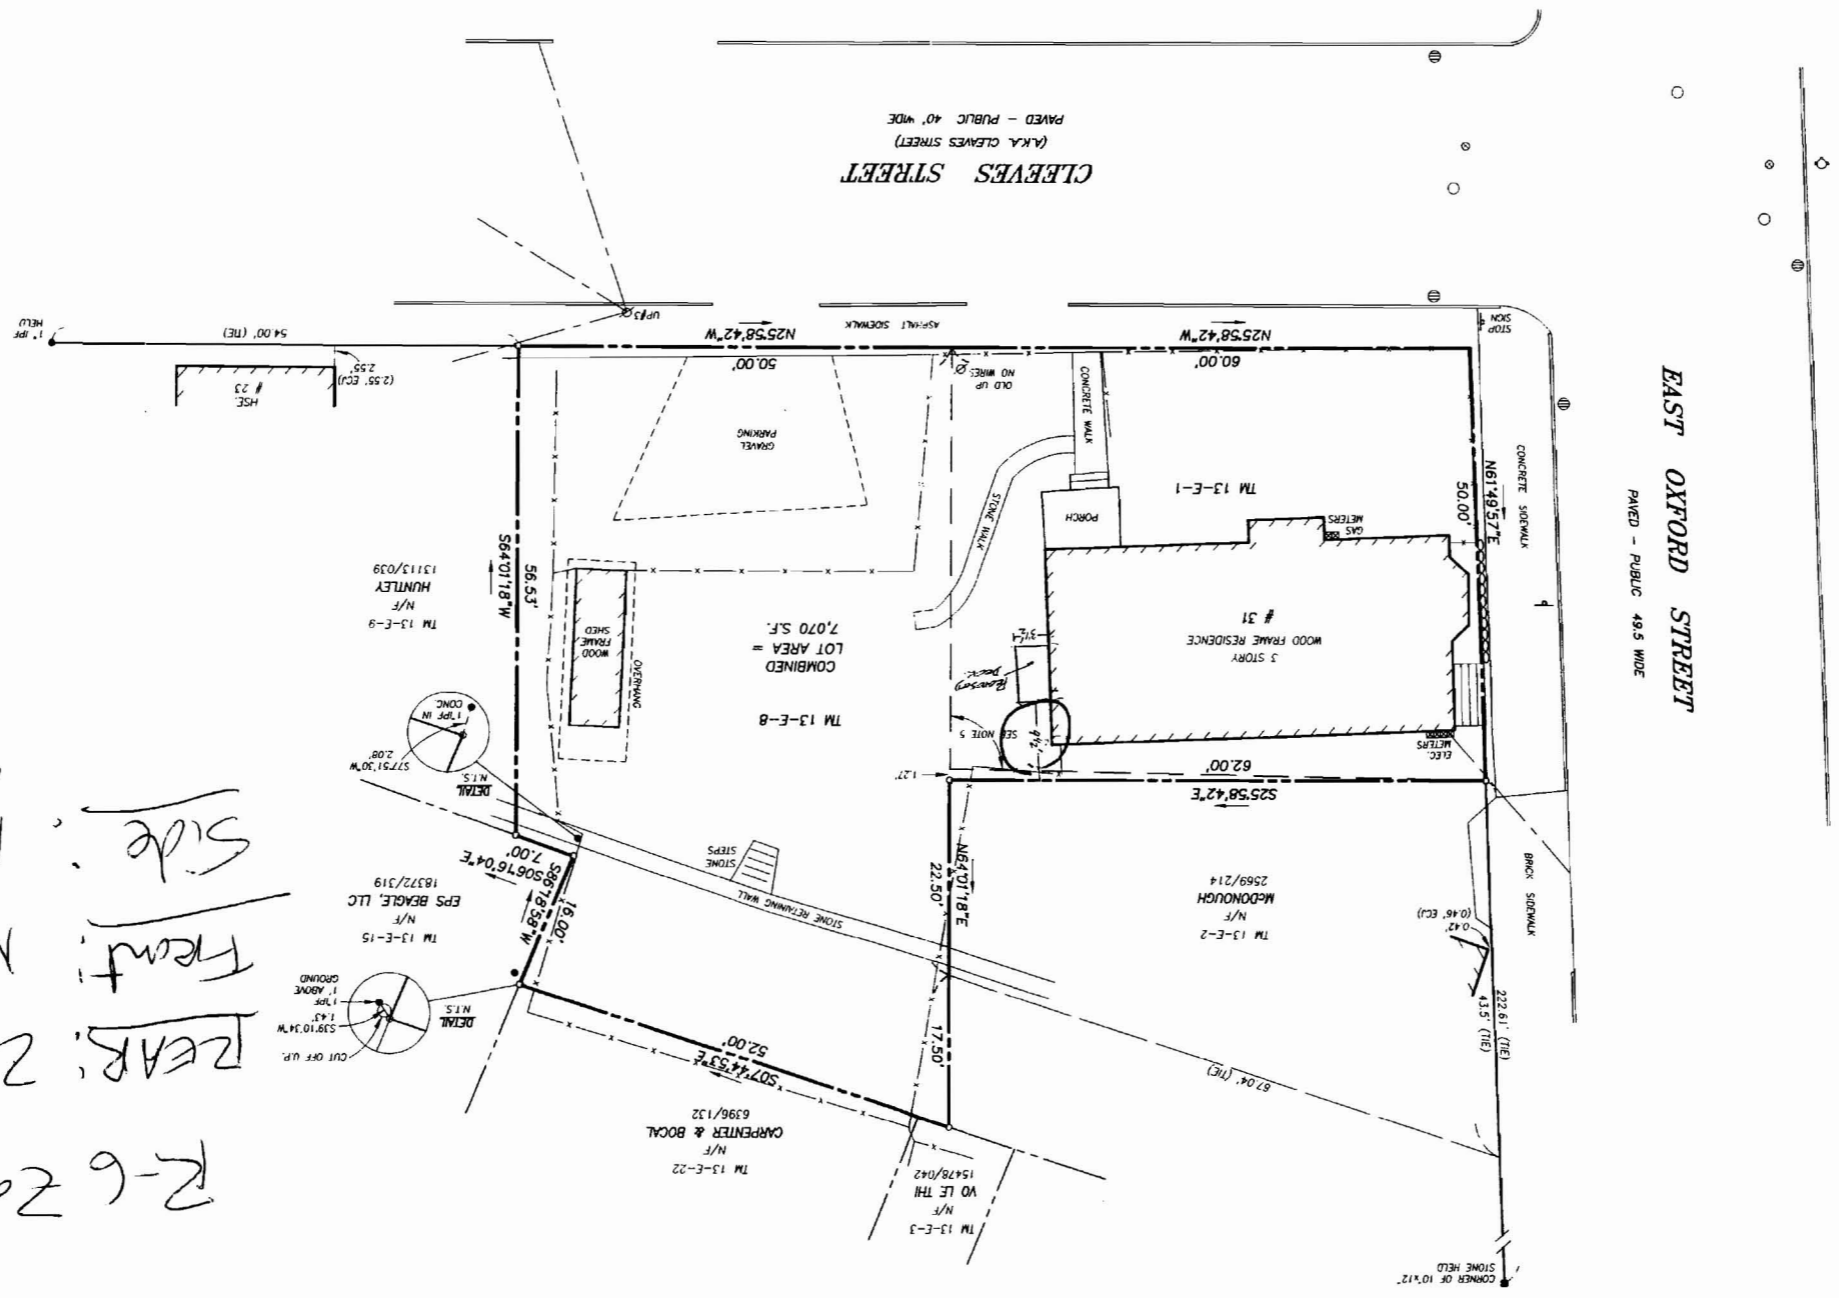 CORNER OF 10"x12"
STONE HELD
TM 13-E-3
N/F
VO LE THI
15478/042
TM 13-E-22
N/F
CARPENTER & BOCAL
6396/132
R-6
REAR: 2
Front:
Side:
222.61' (TIE)
43.5' (TIE)
67.04' (TIE)
S07°44'53"E
52.00'
17.50'
CUT OFF U.P.
S39°10'34"W
1.43'
1"IPF
1' ABOVE
GROUND
DETAIL
N.T.S.
0.42'
(0.46' ECJ)
BRICK SIDEWALK
TM 13-E-2
N/F
McDONOUGH
2569/214
STONE RETAINING WALL
STONE
STEPS
N64°01'18"E
22.50'
16.00'
S86°18'58"W
S06°16'04"E
7.00'
TM 13-E-15
N/F
EPS BEAGLE, LLC
18372/319
S25°58'42"E
62.00'
1.27'
DETAIL
N.T.S.
S77°51'30"W
2.08'
1"IPF IN
CONC.
ELEC.
METERS
SEE NOTE 5
9'1/2"
TM 13-E-8
COMBINED
LOT AREA =
7,070 S.F.
OVERHANG
WOOD
FRAME
SHED
3 STORY
WOOD FRAME RESIDENCE
# 31
3'1/2"
TM 13-E-9
N/F
HUNTLEY
13113/039
S64°01'18"W
56.53'
GAS
METERS
PORCH
STONE WALK
CONCRETE WALK
TM 13-E-1
N61°49'57"E
50.00'
CONCRETE SIDEWALK
GRAVEL
PARKING
HSE.
# 23
2.55'
(2.55' ECJ)
60.00'
N25°58'42"W
OLD UP
NO WIRES
50.00'
N25°58'42"W
ASPHALT SIDEWALK
STOP
SIGN
UP#3
54.00' (TIE)
1" IPF
HELD
CLEEVES STREET
(A.K.A. CLEAVES STREET)
PAVED - PUBLIC 40' WIDE
EAST OXFORD STREET
PAVED - PUBLIC 49.5 WIDE